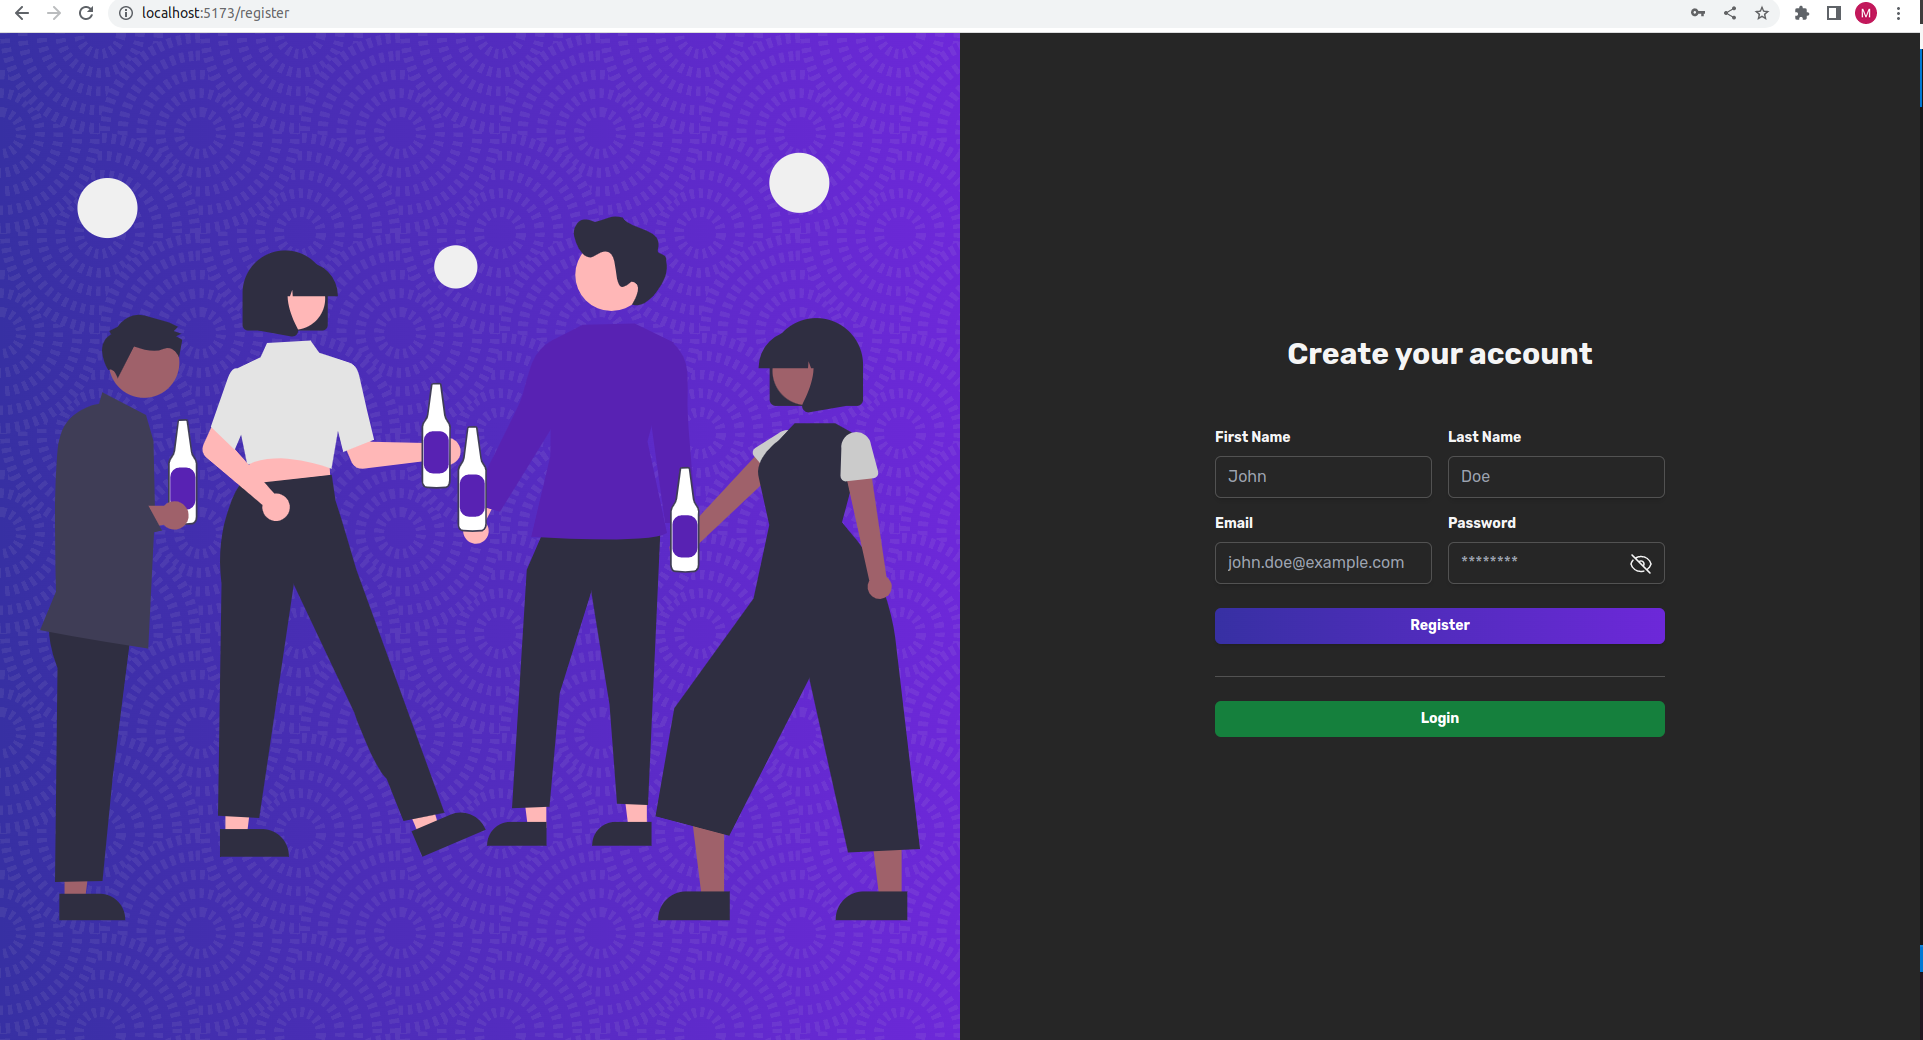 localhost:5173/register
M
Create your account
First Name
Last Name
John
Doe
Email
Password
john.doe@example.com
********
Register
Login